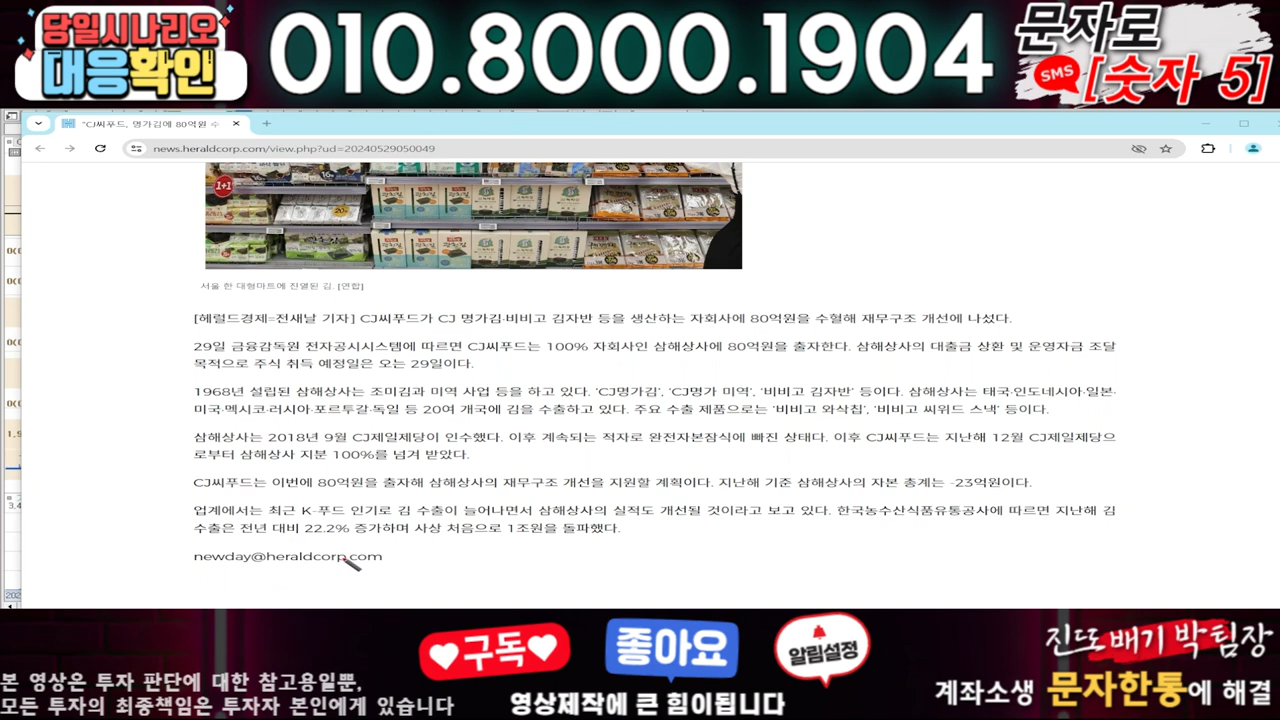 당일시나리오
대응확인
010.8000.1904
문자로
SMS
[숫자 5]
"CJ씨푸드, 명가김에 80억원 수
news.heraldcorp.com/view.php?ud=20240529050049
1+1
서울 한 대형마트에 진열된 김. [연합]
[헤럴드경제=전새날 기자] CJ씨푸드가 CJ 명가김·비비고 김자반 등을 생산하는 자회사에 80억원을 수혈해 재무구조 개선에 나섰다.
29일 금융감독원 전자공시시스템에 따르면 CJ씨푸드는 100% 자회사인 삼해상사에 80억원을 출자한다. 삼해상사의 대출금 상환 및 운영자금 조달
목적으로 주식 취득 예정일은 오는 29일이다.
1968년 설립된 삼해상사는 조미김과 미역 사업 등을 하고 있다. 'CJ명가김', 'CJ명가 미역', '비비고 김자반' 등이다. 삼해상사는 태국·인도네시아·일본·
미국·멕시코·러시아·포르투갈·독일 등 20여 개국에 김을 수출하고 있다. 주요 수출 제품으로는 '비비고 와삭칩', '비비고 씨위드 스낵' 등이다.
삼해상사는 2018년 9월 CJ제일제당이 인수했다. 이후 계속되는 적자로 완전자본잠식에 빠진 상태다. 이후 CJ씨푸드는 지난해 12월 CJ제일제당으
로부터 삼해상사 지분 100%를 넘겨 받았다.
CJ씨푸드는 이번에 80억원을 출자해 삼해상사의 재무구조 개선을 지원할 계획이다. 지난해 기준 삼해상사의 자본 총계는 -23억원이다.
업계에서는 최근 K-푸드 인기로 김 수출이 늘어나면서 삼해상사의 실적도 개선될 것이라고 보고 있다. 한국농수산식품유통공사에 따르면 지난해 김
수출은 전년 대비 22.2% 증가하며 사상 처음으로 1조원을 돌파했다.
newday@heraldcorp.com
구독
좋아요
알림설정
영상제작에 큰 힘이됩니다
본 영상은 투자 판단에 대한 참고용일뿐,
모든 투자의 최종책임은 투자자 본인에게 있습니다
진또배기 박팀장
계좌소생 문자한통에 해결